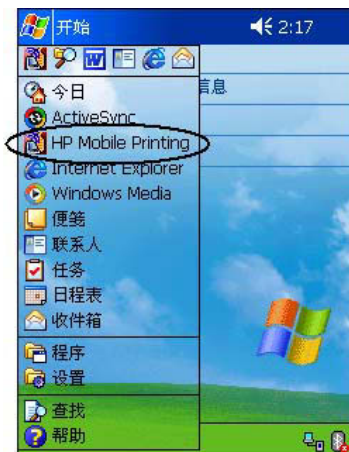 开始 2:17
今日
信息
ActiveSync
HP Mobile Printing
Internet Explorer
Windows Media
便笺
联系人
任务
日程表
收件箱
程序
设置
查找
帮助